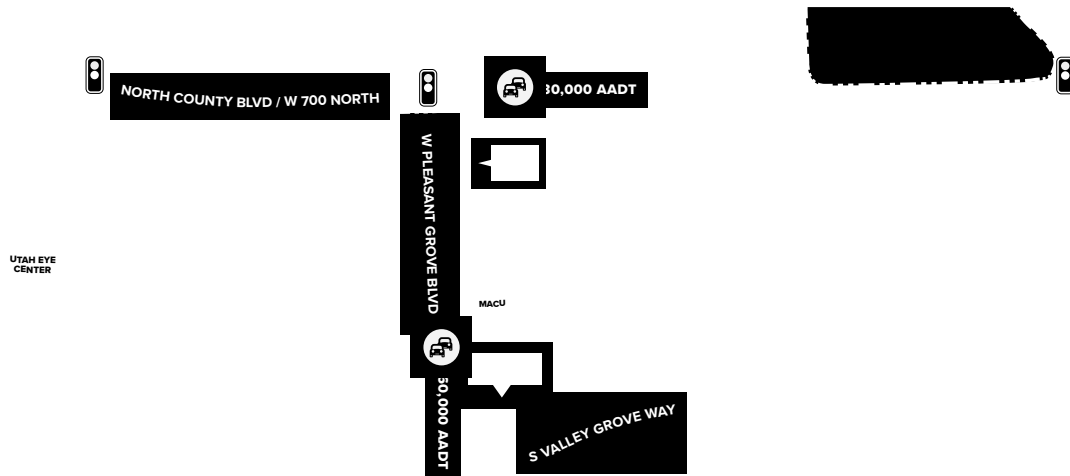 NORTH COUNTY BLVD / W 700 NORTH
30,000 AADT
W PLEASANT GROVE BLVD
UTAH EYE
CENTER
MACU
60,000 AADT
S VALLEY GROVE WAY